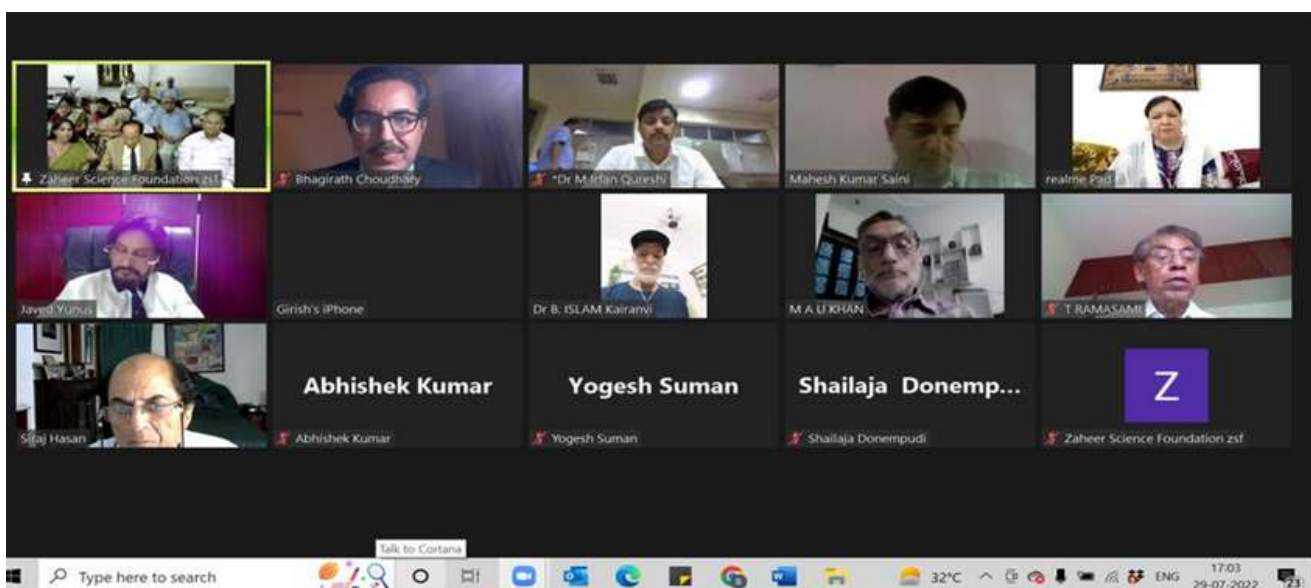 Zaheer Science Foundation zsf
Bhagirath Choudhary
*Dr M Irfan Qureshi
Mahesh Kumar Saini
realme Pad
Javed Yunus
Girish's iPhone
Dr B. ISLAM Kairanvi
M A U KHAN
T RAMASAMI
Siraj Hasan
Abhishek Kumar
Abhishek Kumar
Yogesh Suman
Yogesh Suman
Shailaja Donemp...
Shailaja Donempudi
Z
Zaheer Science Foundation zsf
Talk to Cortana
Type here to search
32°C
ENG
17:03
29-07-2022
23